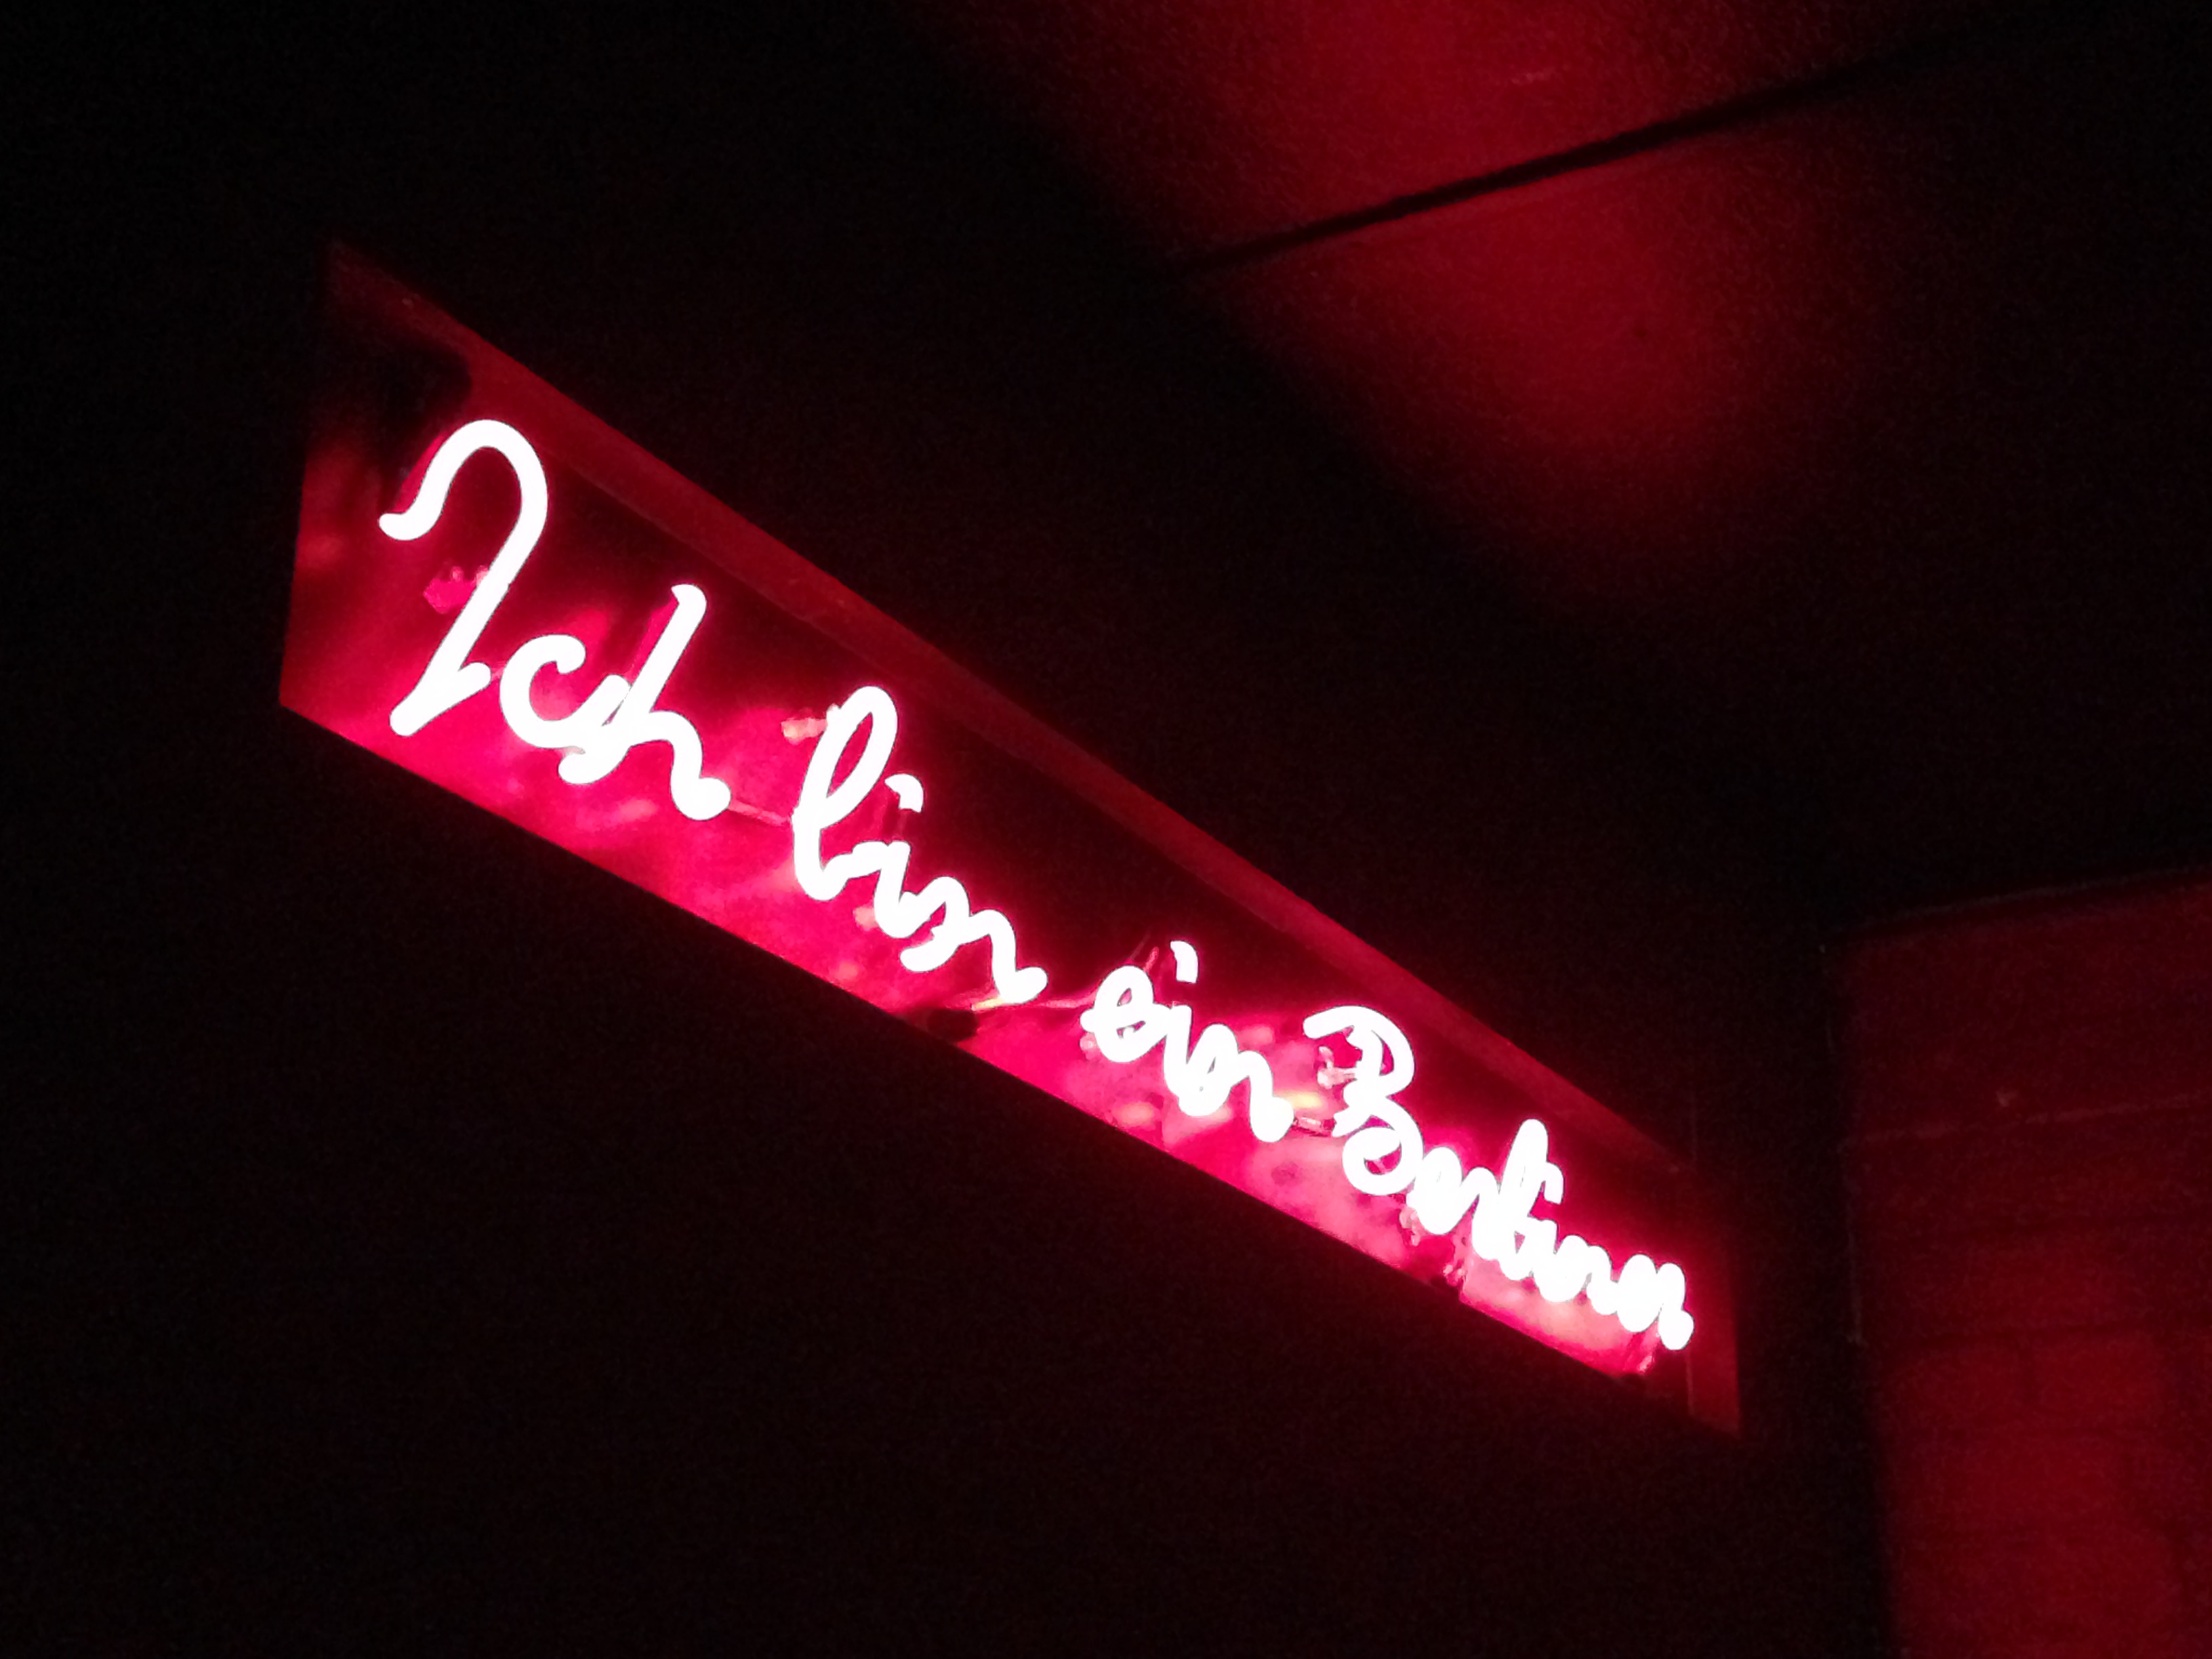 Ich bin ein Berliner